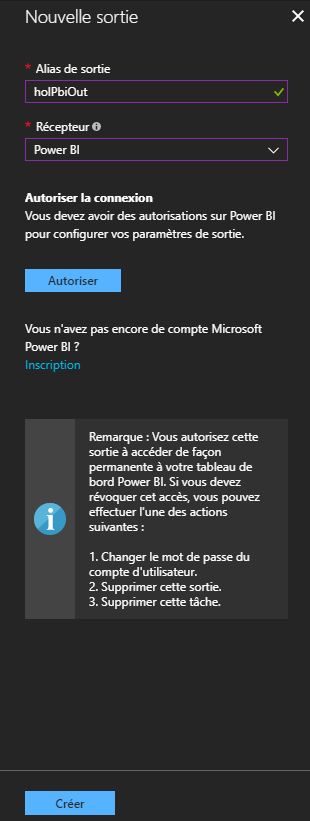 Nouvelle sortie
* Alias de sortie
holPbiOut
* Récepteur
Power BI
Autoriser la connexion
Vous devez avoir des autorisations sur Power BI
pour configurer vos paramètres de sortie.
Autoriser
Vous n'avez pas encore de compte Microsoft
Power BI ?
Inscription
Remarque : Vous autorisez cette
sortie à accéder de façon
permanente à votre tableau de
bord Power BI. Si vous devez
révoquer cet accès, vous pouvez
effectuer l'une des actions
suivantes :
1. Changer le mot de passe du
compte d'utilisateur.
2. Supprimer cette sortie.
3. Supprimer cette tâche.
Créer